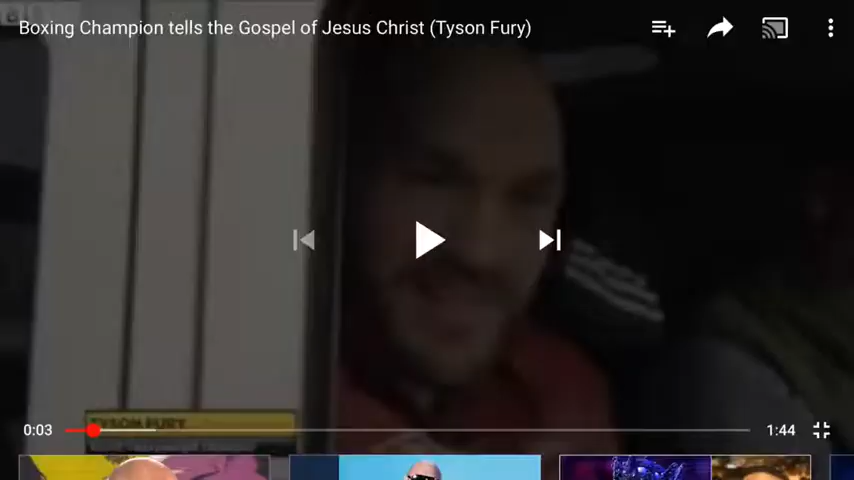 Boxing Champion tells the Gospel of Jesus Christ (Tyson Fury)
TYSON FURY
0:03
1:44